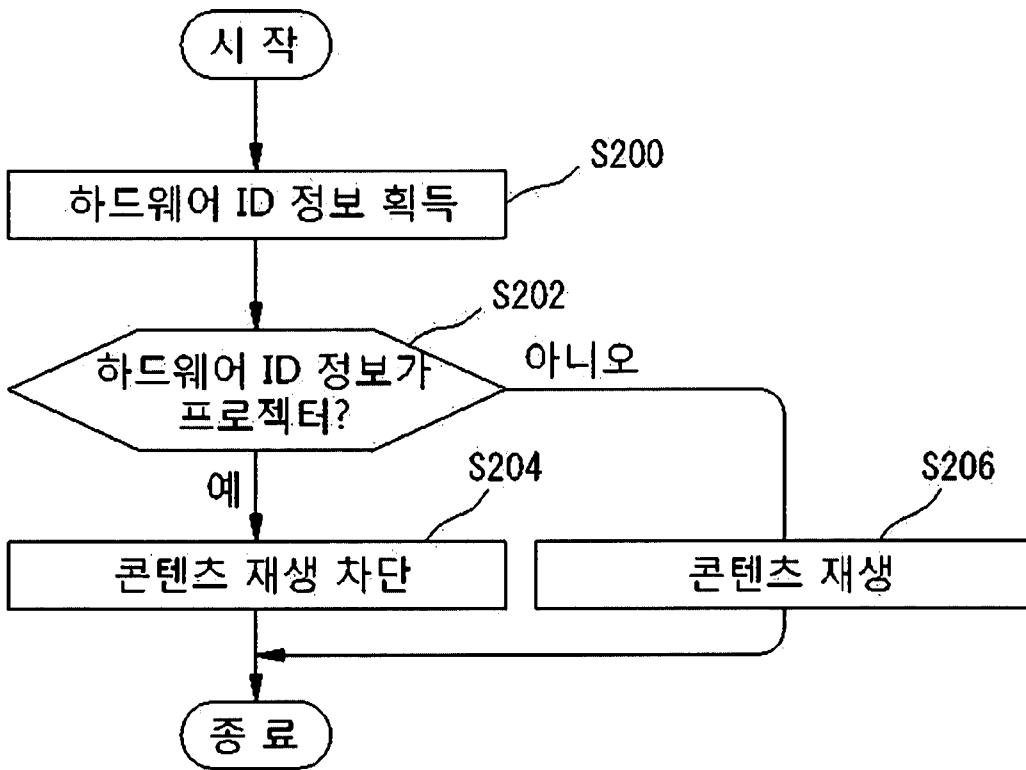 시 작
S200
하드웨어 ID 정보 획득
S202
하드웨어 ID 정보가
프로젝터?
아니오
예
S204
S206
콘텐츠 재생 차단
콘텐츠 재생
종 료